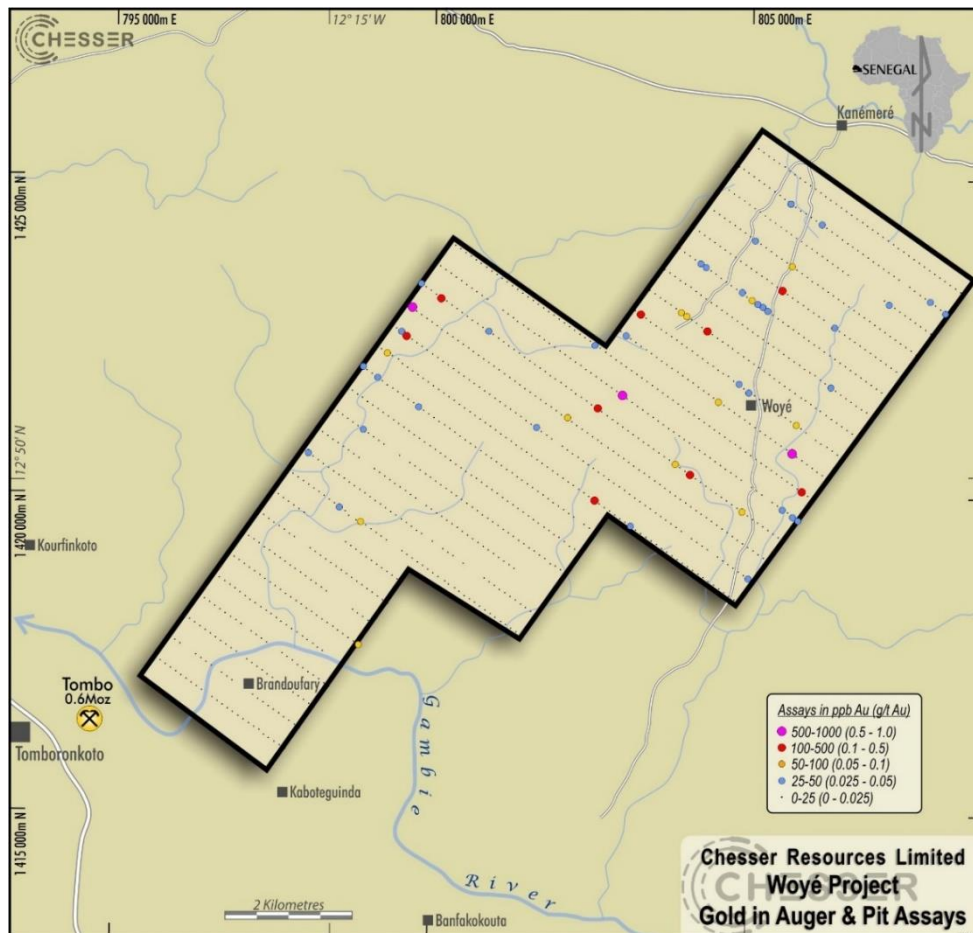 795 000m E
12° 15' W
800 000m E
805 000m E
CHESSER
SENEGAL
N
Kanémeré
1 425 000m N
Woyé
12° 50' N
1 420 000m N
Kourfinkoto
Brandoufary
Tombo
0.6Moz
Tomboronkoto
Kaboteguinda
Gambie
River
1 415 000m N
Banfakokouta
2 Kilometres
Assays in ppb Au (g/t Au)
500-1000 (0.5 - 1.0)
100-500 (0.1 - 0.5)
50-100 (0.05 - 0.1)
25-50 (0.025 - 0.05)
0-25 (0 - 0.025)
CHESSER
Chesser Resources Limited
Woyé Project
Gold in Auger & Pit Assays